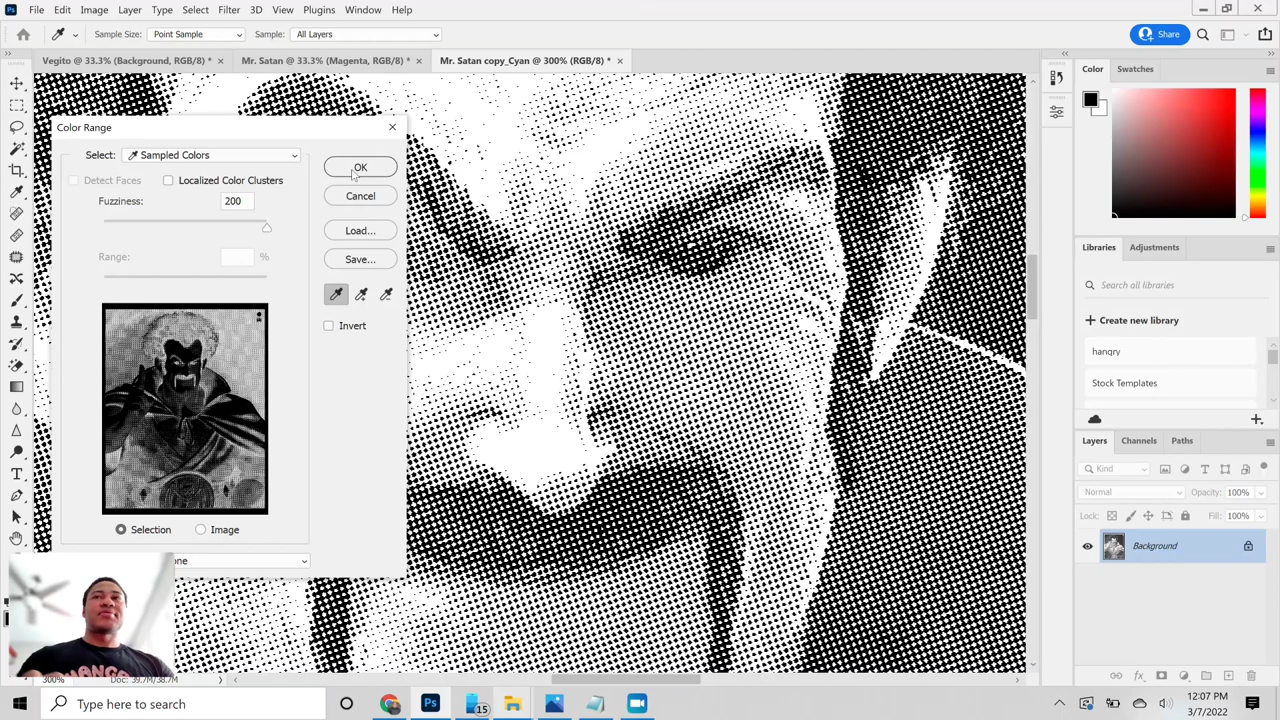 Ps File Edit Image Layer Type Select Filter 3D View Plugins Window Help
Sample Size: Point Sample Sample: All Layers Share
Vegito @ 33.3% (Background, RGB/8) * × Mr. Satan @ 33.3% (Magenta, RGB/8) * × Mr. Satan copy_Cyan @ 300% (RGB/8) * ×
Color Swatches
Color Range
Select: Sampled Colors
OK
Detect Faces Localized Color Clusters
Cancel
Fuzziness: 200
Load...
Range: %
Save...
Invert
Selection Image
one
Libraries Adjustments
Search all libraries
+ Create new library
hangry
Stock Templates
Layers Channels Paths
Kind
Normal Opacity: 100%
Lock: Fill: 100%
Background
300% Doc: 39.7M/38.7M
Type here to search
Ps
15
12:07 PM
3/7/2022